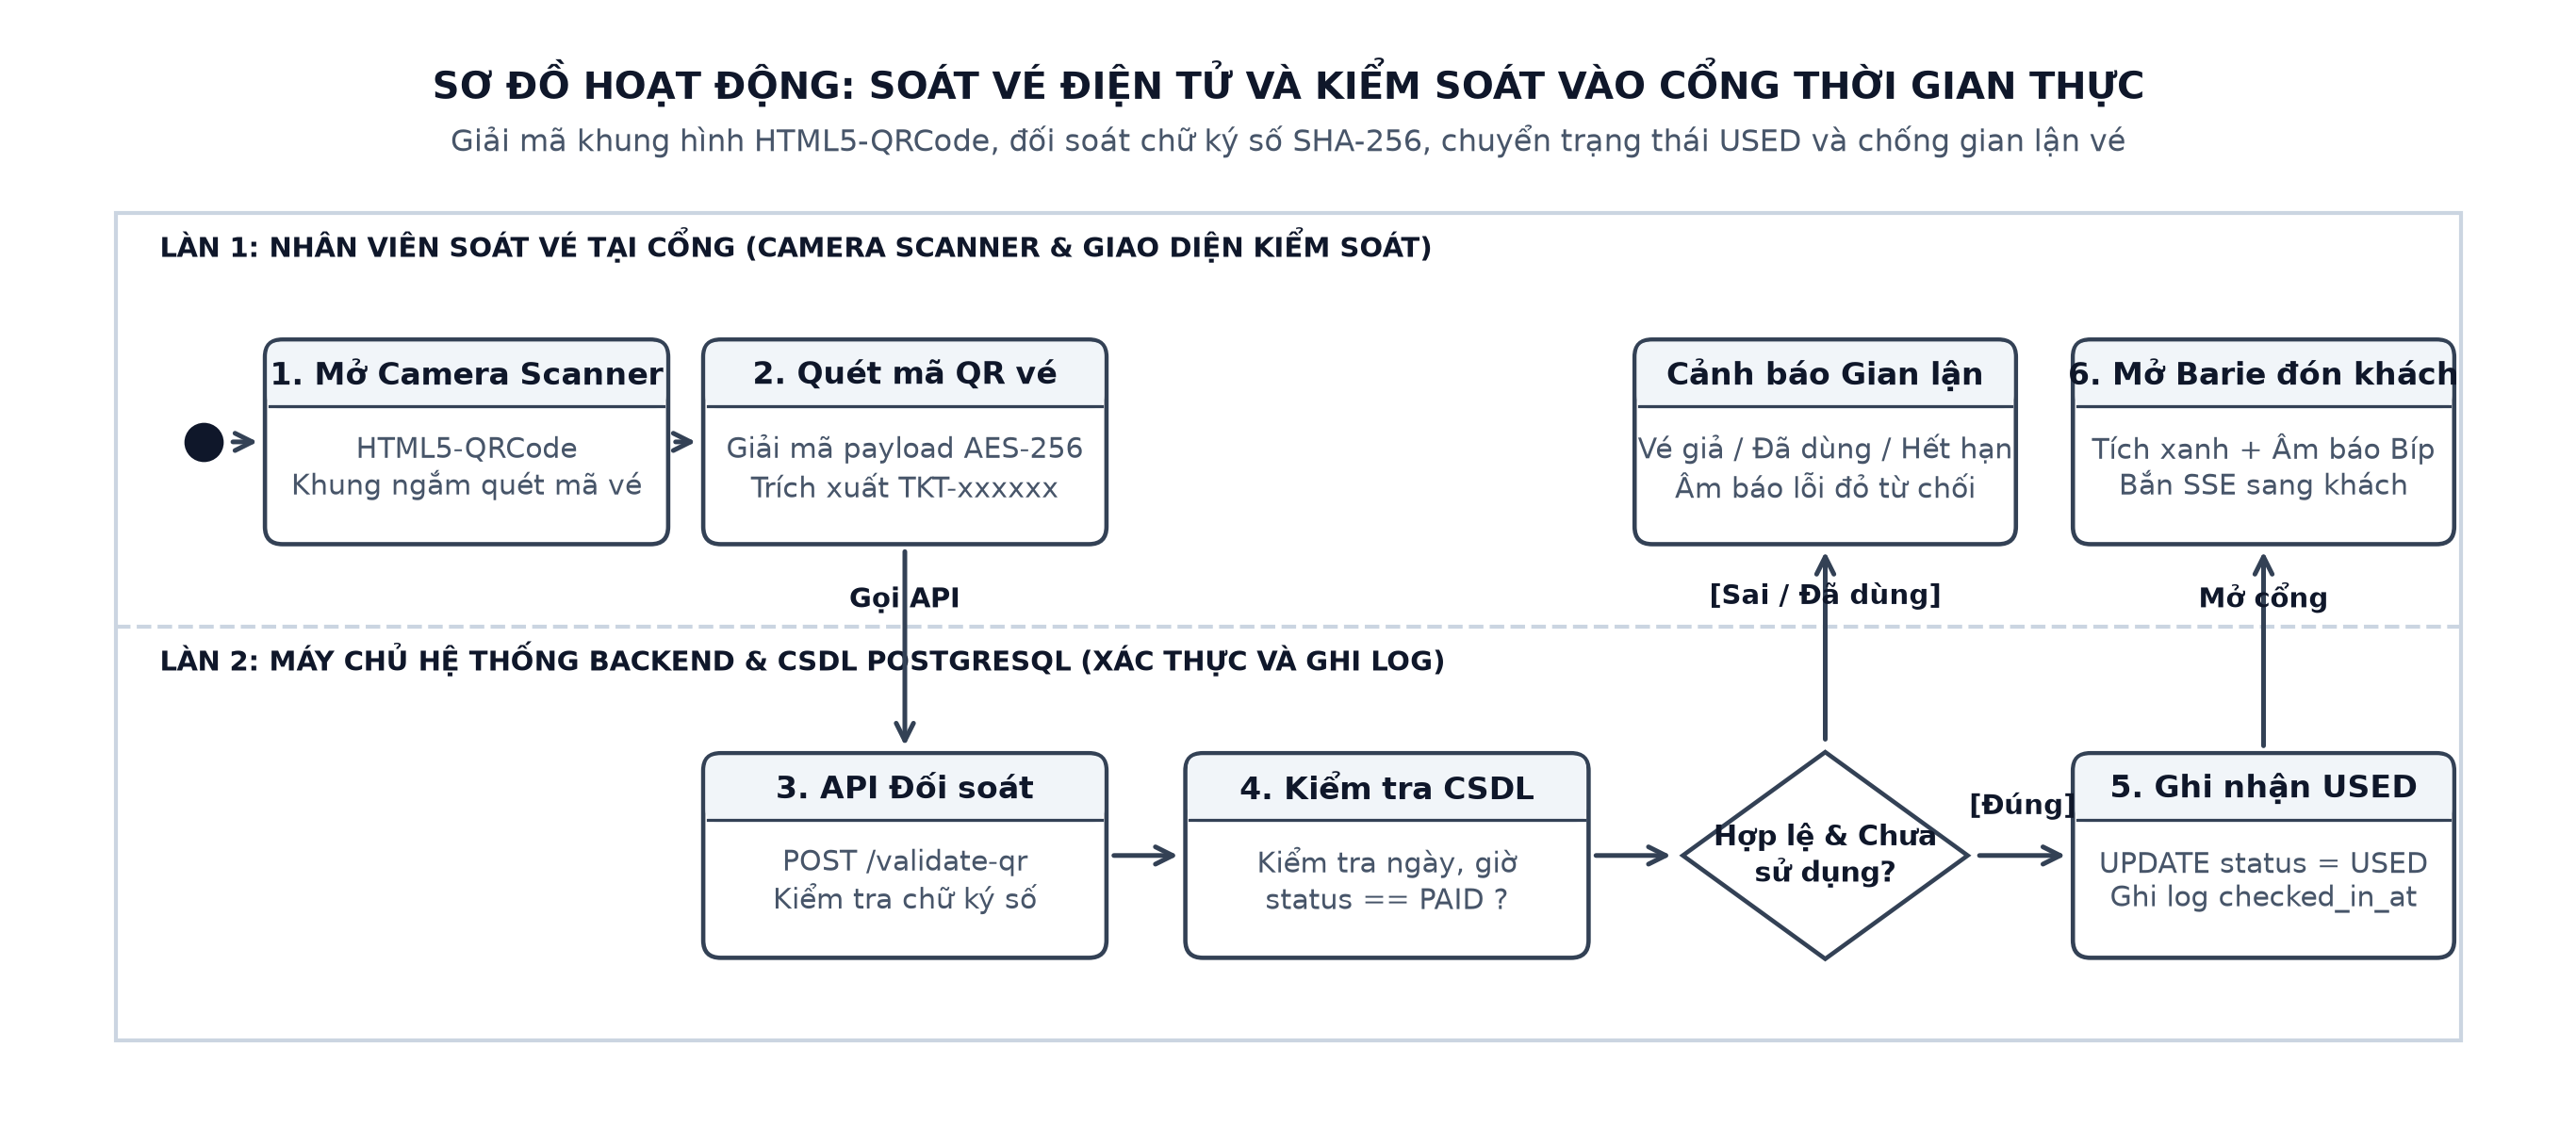 SƠ ĐỒ HOẠT ĐỘNG: SOÁT VÉ ĐIỆN TỬ VÀ KIỂM SOÁT VÀO CỔNG THỜI GIAN THỰC
Giải mã khung hình HTML5-QRCode, đối soát chữ ký số SHA-256, chuyển trạng thái USED và chống gian lận vé
LÀN 1: NHÂN VIÊN SOÁT VÉ TẠI CỔNG (CAMERA SCANNER & GIAO DIỆN KIỂM SOÁT)
1. Mở Camera Scanner
HTML5-QRCode
Khung ngắm quét mã vé
2. Quét mã QR vé
Giải mã payload AES-256
Trích xuất TKT-xxxxxx
Cảnh báo Gian lận
Vé giả / Đã dùng / Hết hạn
Âm báo lỗi đỏ từ chối
6. Mở Barie đón khách
Tích xanh + Âm báo Bíp
Bắn SSE sang khách
Gọi API
[Sai / Đã dùng]
Mở cổng
LÀN 2: MÁY CHỦ HỆ THỐNG BACKEND & CSDL POSTGRESQL (XÁC THỰC VÀ GHI LOG)
3. API Đối soát
POST /validate-qr
Kiểm tra chữ ký số
4. Kiểm tra CSDL
Kiểm tra ngày, giờ
status == PAID ?
Hợp lệ & Chưa
sử dụng?
[Đúng]
5. Ghi nhận USED
UPDATE status = USED
Ghi log checked_in_at